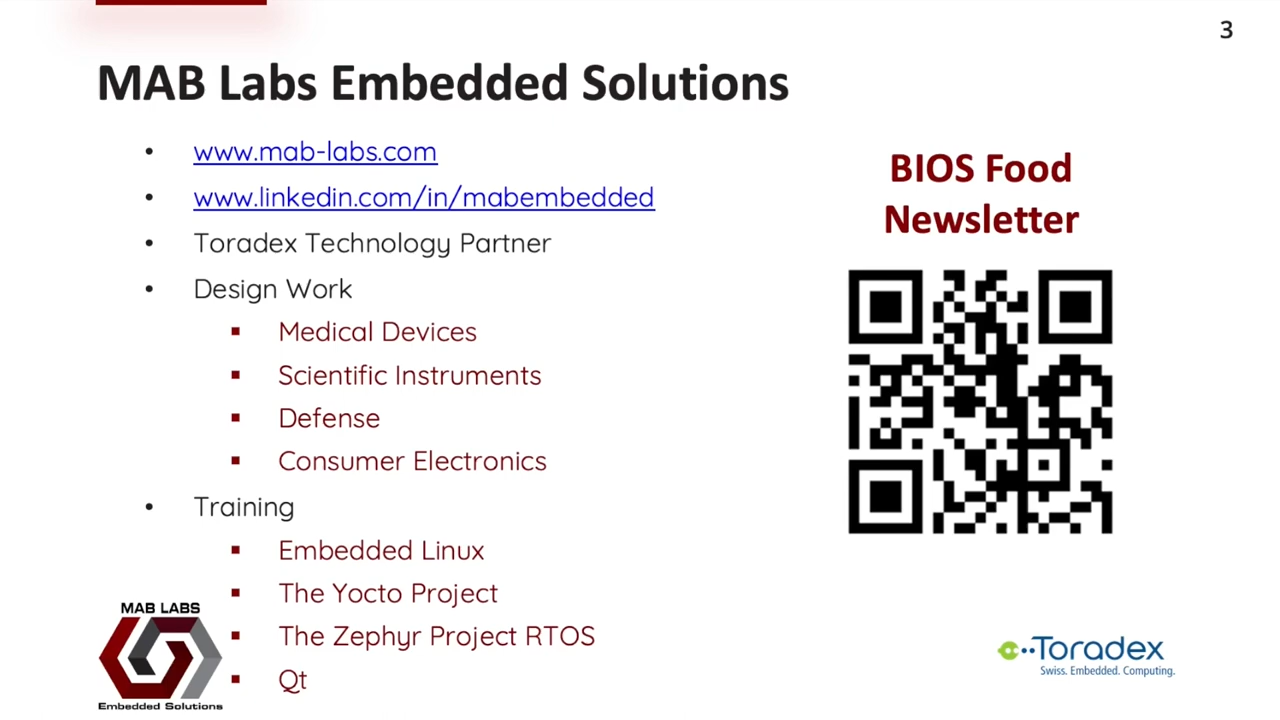 3
MAB Labs Embedded Solutions
www.mab-labs.com
www.linkedin.com/in/mabembedded
Toradex Technology Partner
Design Work
Medical Devices
Scientific Instruments
Defense
Consumer Electronics
Training
Embedded Linux
The Yocto Project
The Zephyr Project RTOS
Qt
BIOS Food
Newsletter
MAB LABS
Embedded Solutions
Toradex
Swiss. Embedded. Computing.